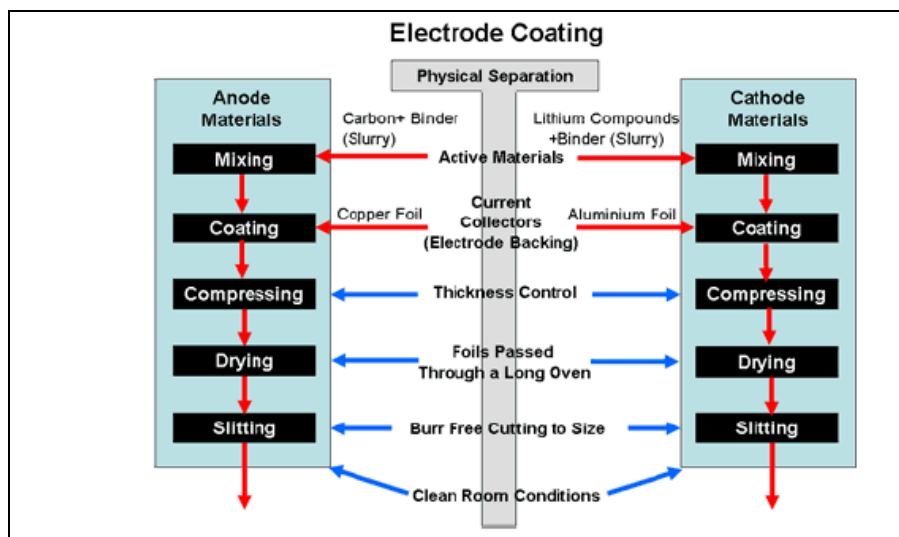 Electrode Coating
Physical Separation
Anode
Materials
Cathode
Materials
Carbon+ Binder
(Slurry)
Lithium Compounds
+Binder (Slurry)
Mixing
Active Materials
Mixing
Copper Foil
Current
Collectors
(Electrode Backing)
Aluminium Foil
Coating
Coating
Compressing
Thickness Control
Compressing
Drying
Foils Passed
Through a Long Oven
Drying
Slitting
Burr Free Cutting to Size
Slitting
Clean Room Conditions